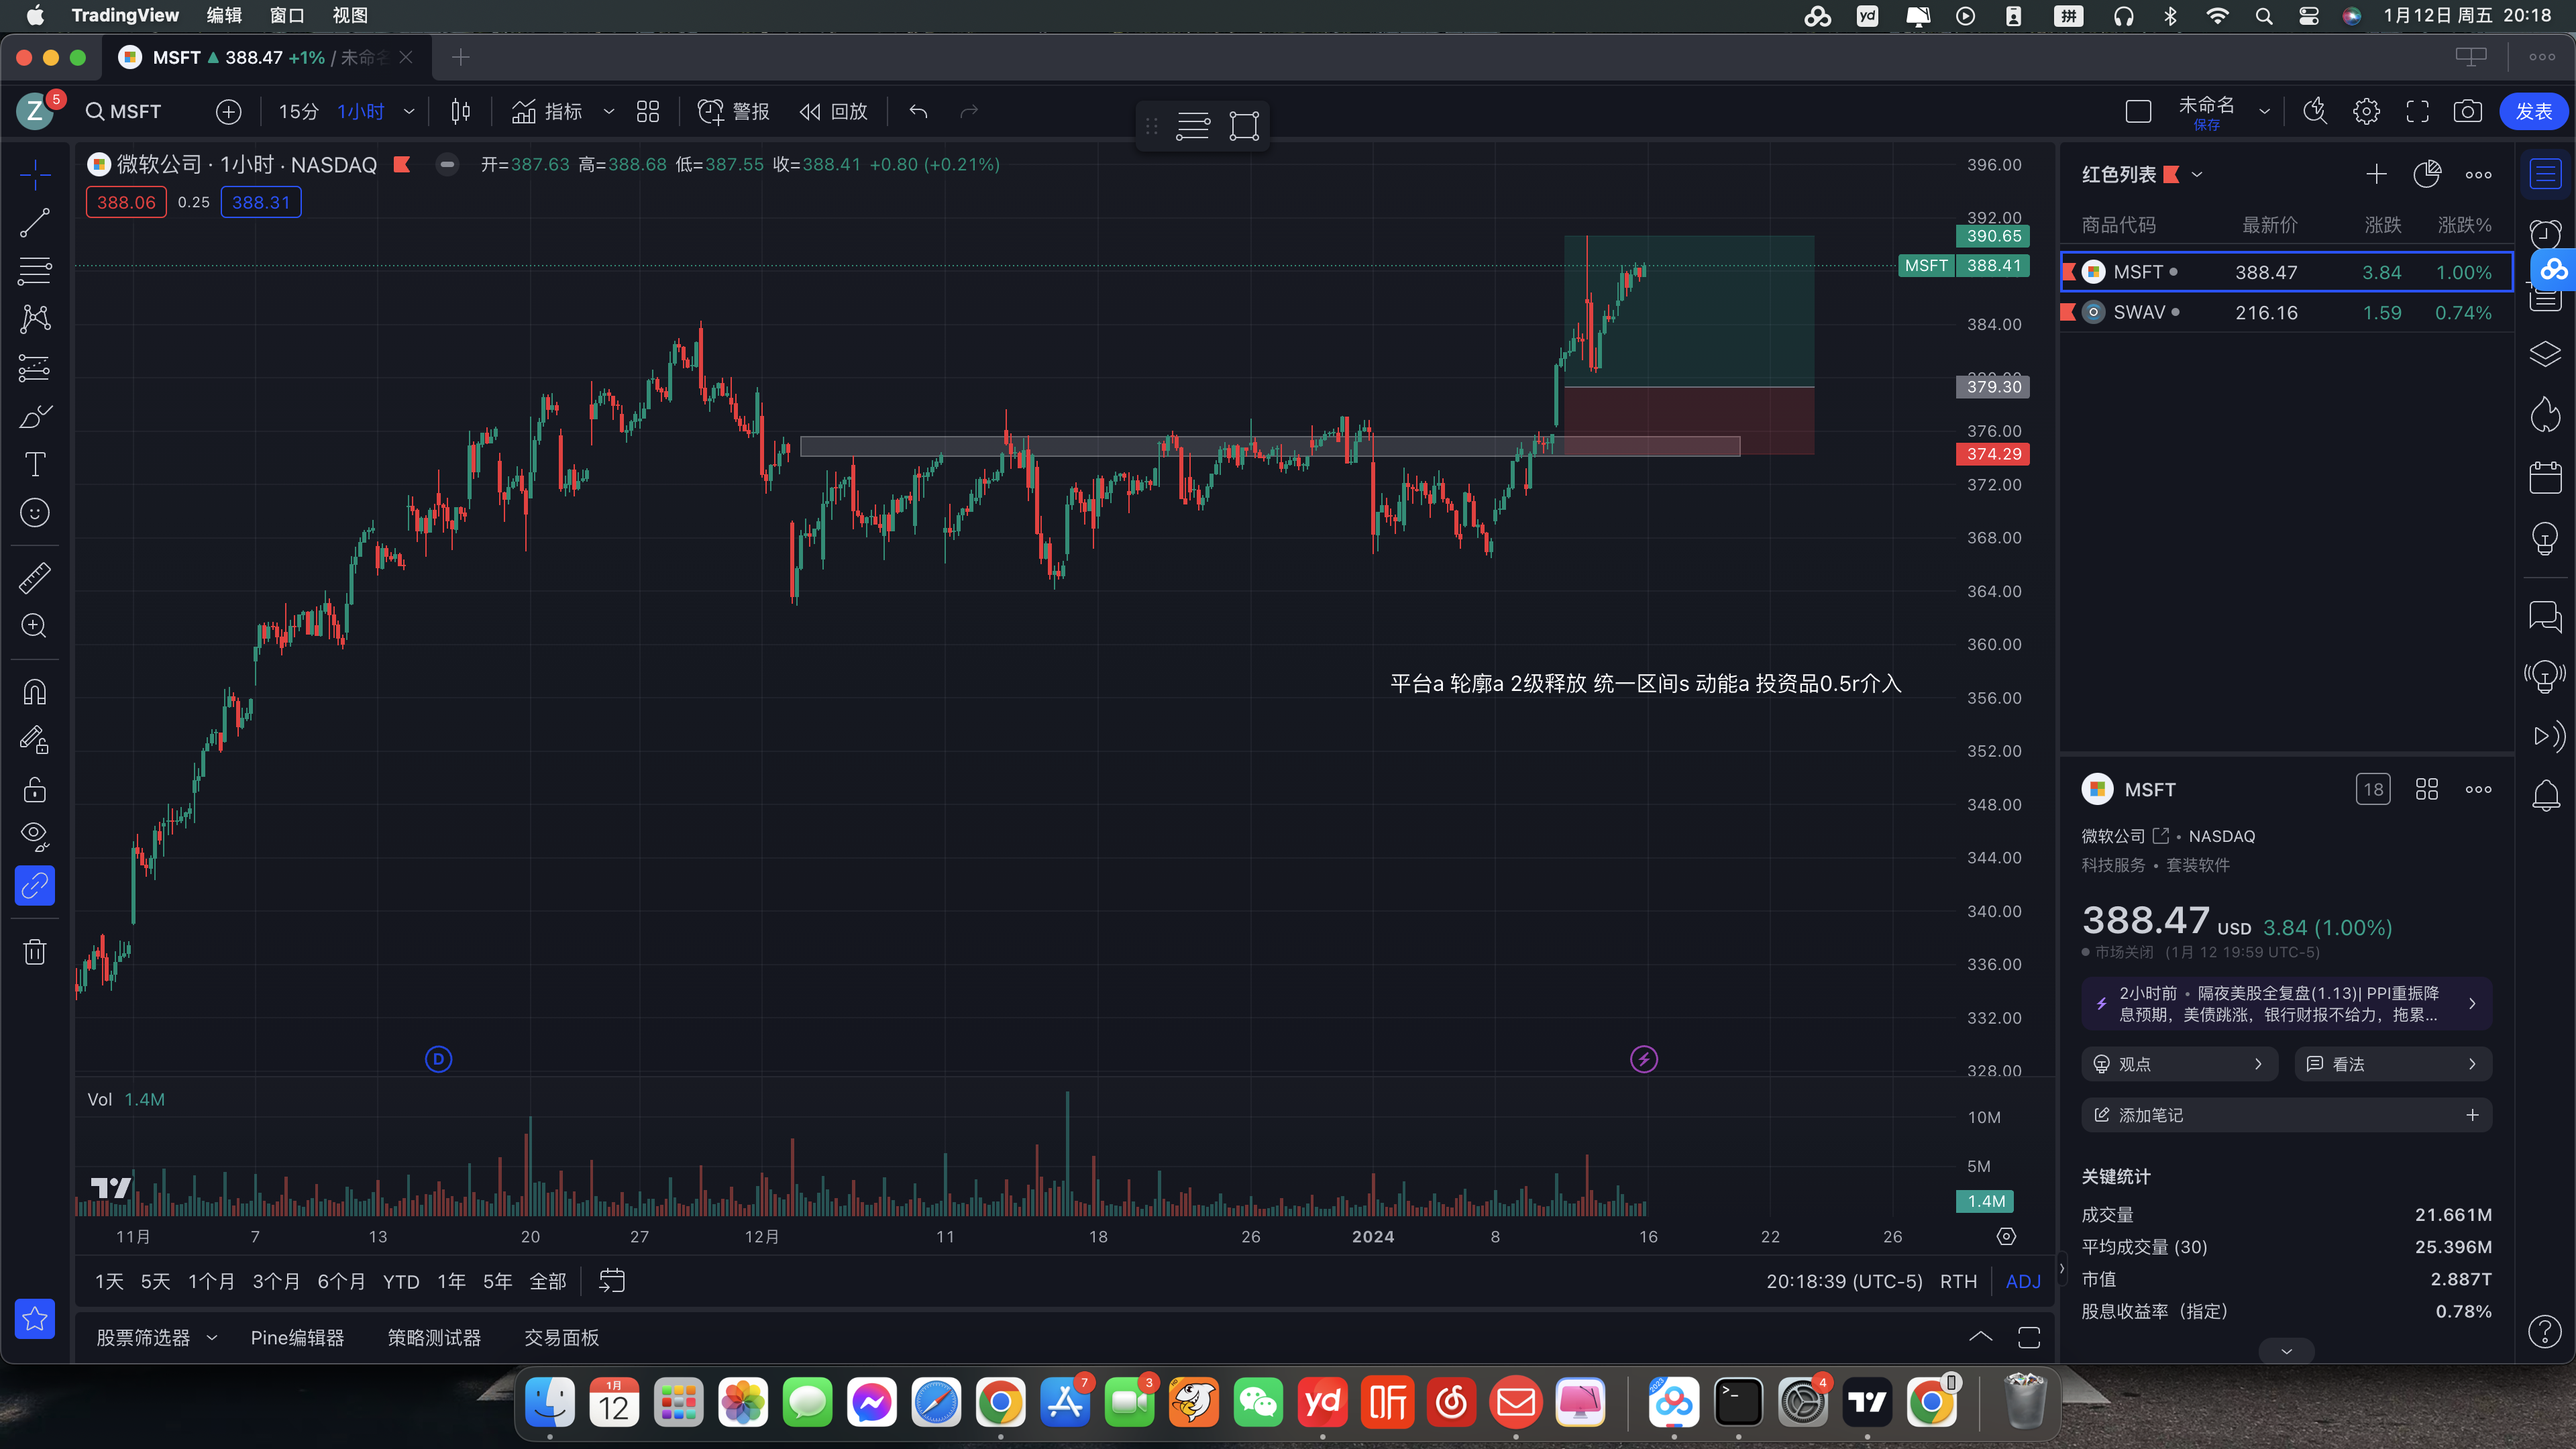 TradingView 编辑 窗口 视图
yd 拼 1月12日 周五 20:18
MSFT ▲ 388.47 +1% / 未命名
Z 5 MSFT 15分 1小时 指标 警报 回放 未命名 保存 发表
微软公司 · 1小时 · NASDAQ 开=387.63 高=388.68 低=387.55 收=388.41 +0.80 (+0.21%)
388.06 0.25 388.31
396.00
392.00
390.65
MSFT 388.41
384.00
379.30
376.00
374.29
372.00
368.00
364.00
360.00
356.00
352.00
348.00
344.00
340.00
336.00
332.00
328.00
平台a 轮廓a 2级释放 统一区间s 动能a 投资品0.5r介入
D
Vol 1.4M
10M
5M
1.4M
11月 7 13 20 27 12月 11 18 26 2024 8 16 22 26
1天 5天 1个月 3个月 6个月 YTD 1年 5年 全部 20:18:39 (UTC-5) RTH ADJ
股票筛选器 Pine编辑器 策略测试器 交易面板
红色列表
商品代码 最新价 涨跌 涨跌%
MSFT 388.47 3.84 1.00%
SWAV 216.16 1.59 0.74%
MSFT 18
微软公司 • NASDAQ
科技服务 • 套装软件
388.47 USD 3.84 (1.00%)
市场关闭 (1月 12 19:59 UTC-5)
2小时前 • 隔夜美股全复盘(1.13)| PPI重振降
息预期，美债跳涨，银行财报不给力，拖累...
观点 看法
添加笔记
关键统计
成交量 21.661M
平均成交量 (30) 25.396M
市值 2.887T
股息收益率（指定） 0.78%
1月 12 7 3 yd 听 2023 4